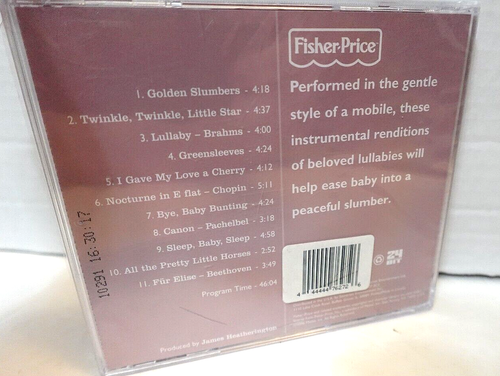 1. Golden Slumbers - 4:18
2. Twinkle, Twinkle, Little Star - 4:37
3. Lullaby – Brahms - 4:00
4. Greensleeves - 4:24
5. I Gave My Love a Cherry - 4:12
6. Nocturne in E flat – Chopin - 5:11
7. Bye, Baby Bunting - 4:24
8. Canon – Pachelbel - 3:18
9. Sleep, Baby, Sleep - 4:58
10. All the Pretty Little Horses - 2:52
11. Für Elise – Beethoven - 3:49
Program Time - 46:04
Produced by James Heatherington
10291 16:30:17
Fisher-Price
Performed in the gentle
style of a mobile, these
instrumental renditions
of beloved lullabies will
help ease baby into a
peaceful slumber.
24
BIT